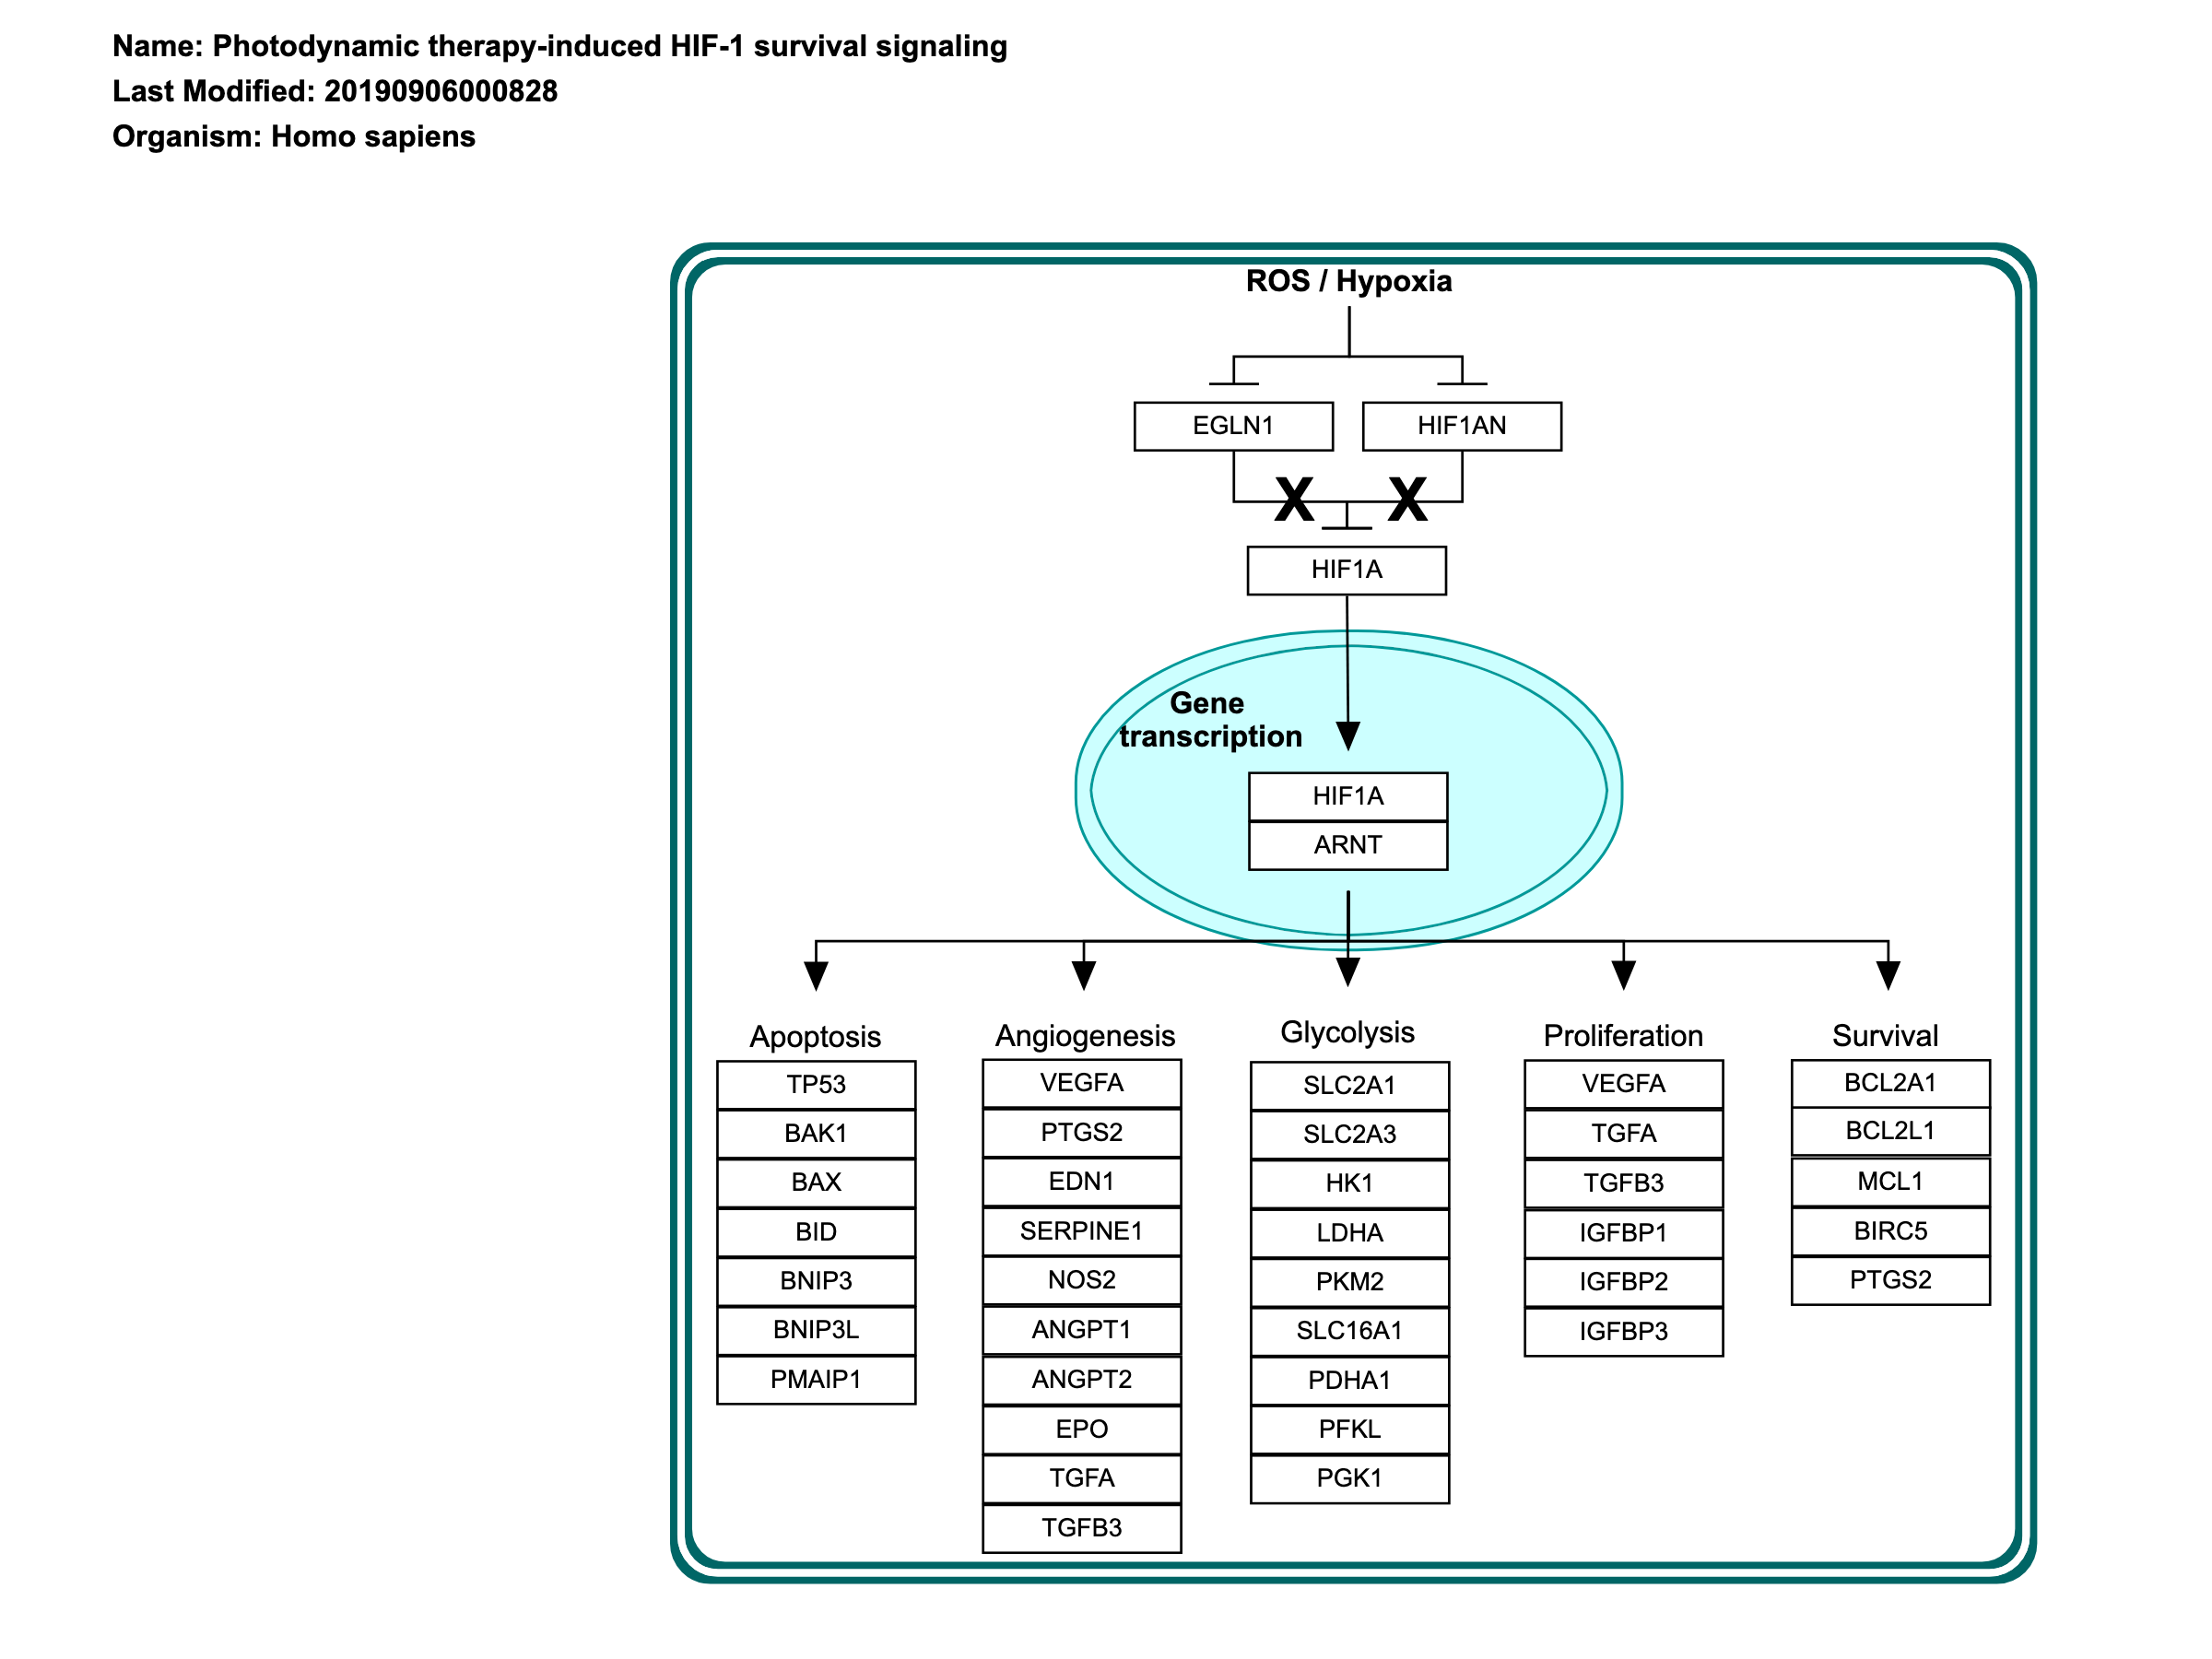 Name: Photodynamic therapy-induced HIF-1 survival signaling
Last Modified: 20190906000828
Organism: Homo sapiens
ROS / Hypoxia
EGLN1
HIF1AN
X
X
HIF1A
Gene
transcription
HIF1A
ARNT
Apoptosis
TP53
BAK1
BAX
BID
BNIP3
BNIP3L
PMAIP1
Angiogenesis
VEGFA
PTGS2
EDN1
SERPINE1
NOS2
ANGPT1
ANGPT2
EPO
TGFA
TGFB3
Glycolysis
SLC2A1
SLC2A3
HK1
LDHA
PKM2
SLC16A1
PDHA1
PFKL
PGK1
Proliferation
VEGFA
TGFA
TGFB3
IGFBP1
IGFBP2
IGFBP3
Survival
BCL2A1
BCL2L1
MCL1
BIRC5
PTGS2